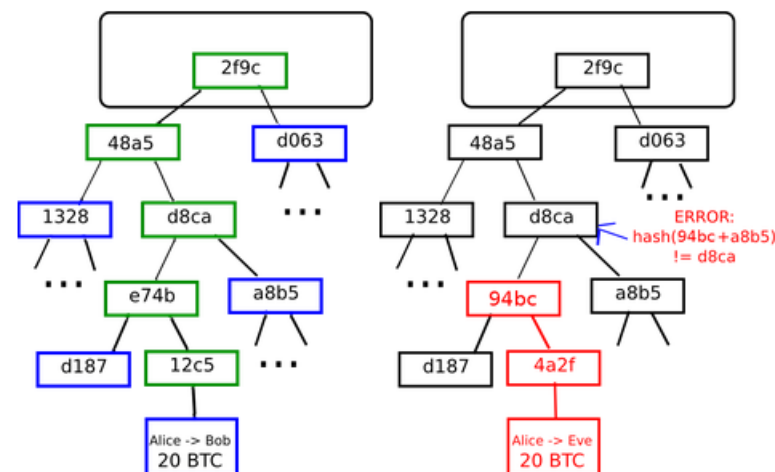 2f9c
48a5
d063
1328
d8ca
...
...
e74b
a8b5
d187
12c5
...
Alice -> Bob
20 BTC
2f9c
48a5
d063
1328
d8ca
...
ERROR:
hash(94bc+a8b5)
!= d8ca
...
94bc
a8b5
d187
4a2f
Alice -> Eve
20 BTC